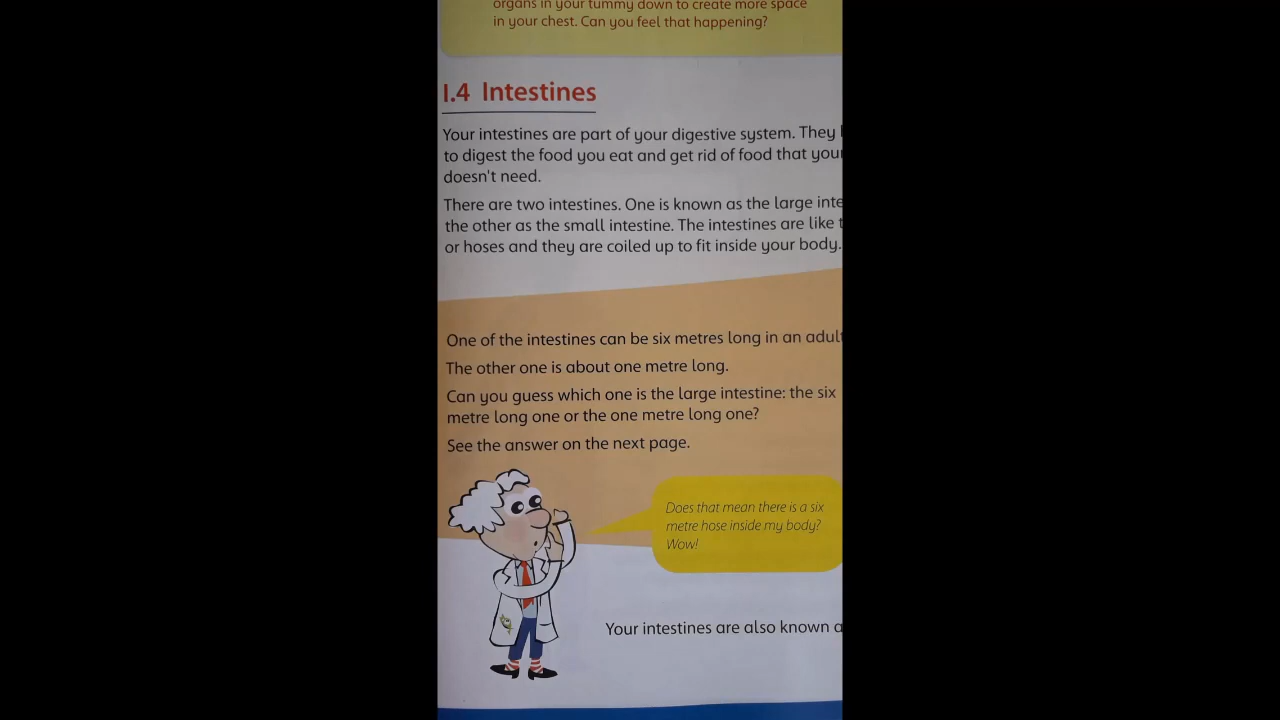 organs in your tummy down to create more space
in your chest. Can you feel that happening?
1.4 Intestines
Your intestines are part of your digestive system. They
to digest the food you eat and get rid of food that
doesn't need.
There are two intestines. One is known as the large
the other as the small intestine. The intestines are like
or hoses and they are coiled up to fit inside your body.
One of the intestines can be six metres long in an
The other one is about one metre long.
Can you guess which one is the large intestine: the six
metre long one or the one metre long one?
See the answer on the next page.
Does that mean there is a six
metre hose inside my body?
Wow!
Your intestines are also known